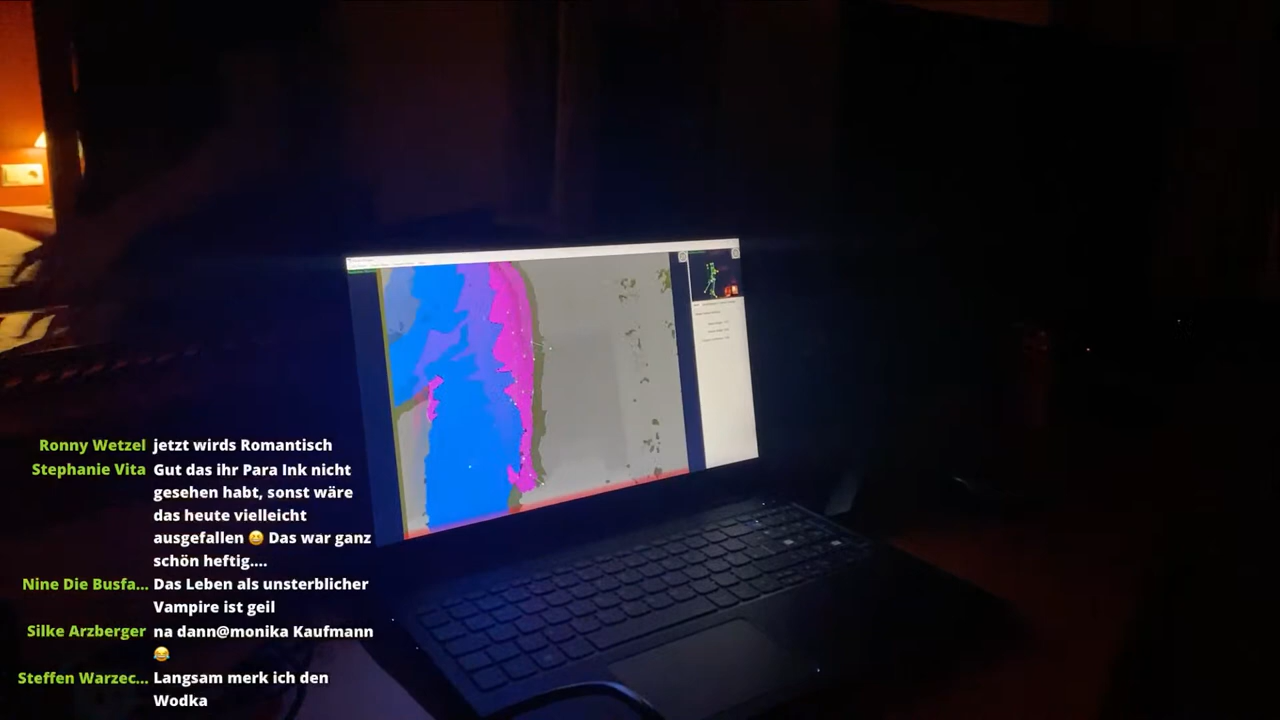 Ronny Wetzel jetzt wirds Romantisch
Stephanie Vita Gut das ihr Para Ink nicht
gesehen habt, sonst wäre
das heute vielleicht
ausgefallen 😆 Das war ganz
schön heftig....
Nine Die Busfa... Das Leben als unsterblicher
Vampire ist geil
Silke Arzberger na dann@monika Kaufmann
😂
Steffen Warzec... Langsam merk ich den
Wodka